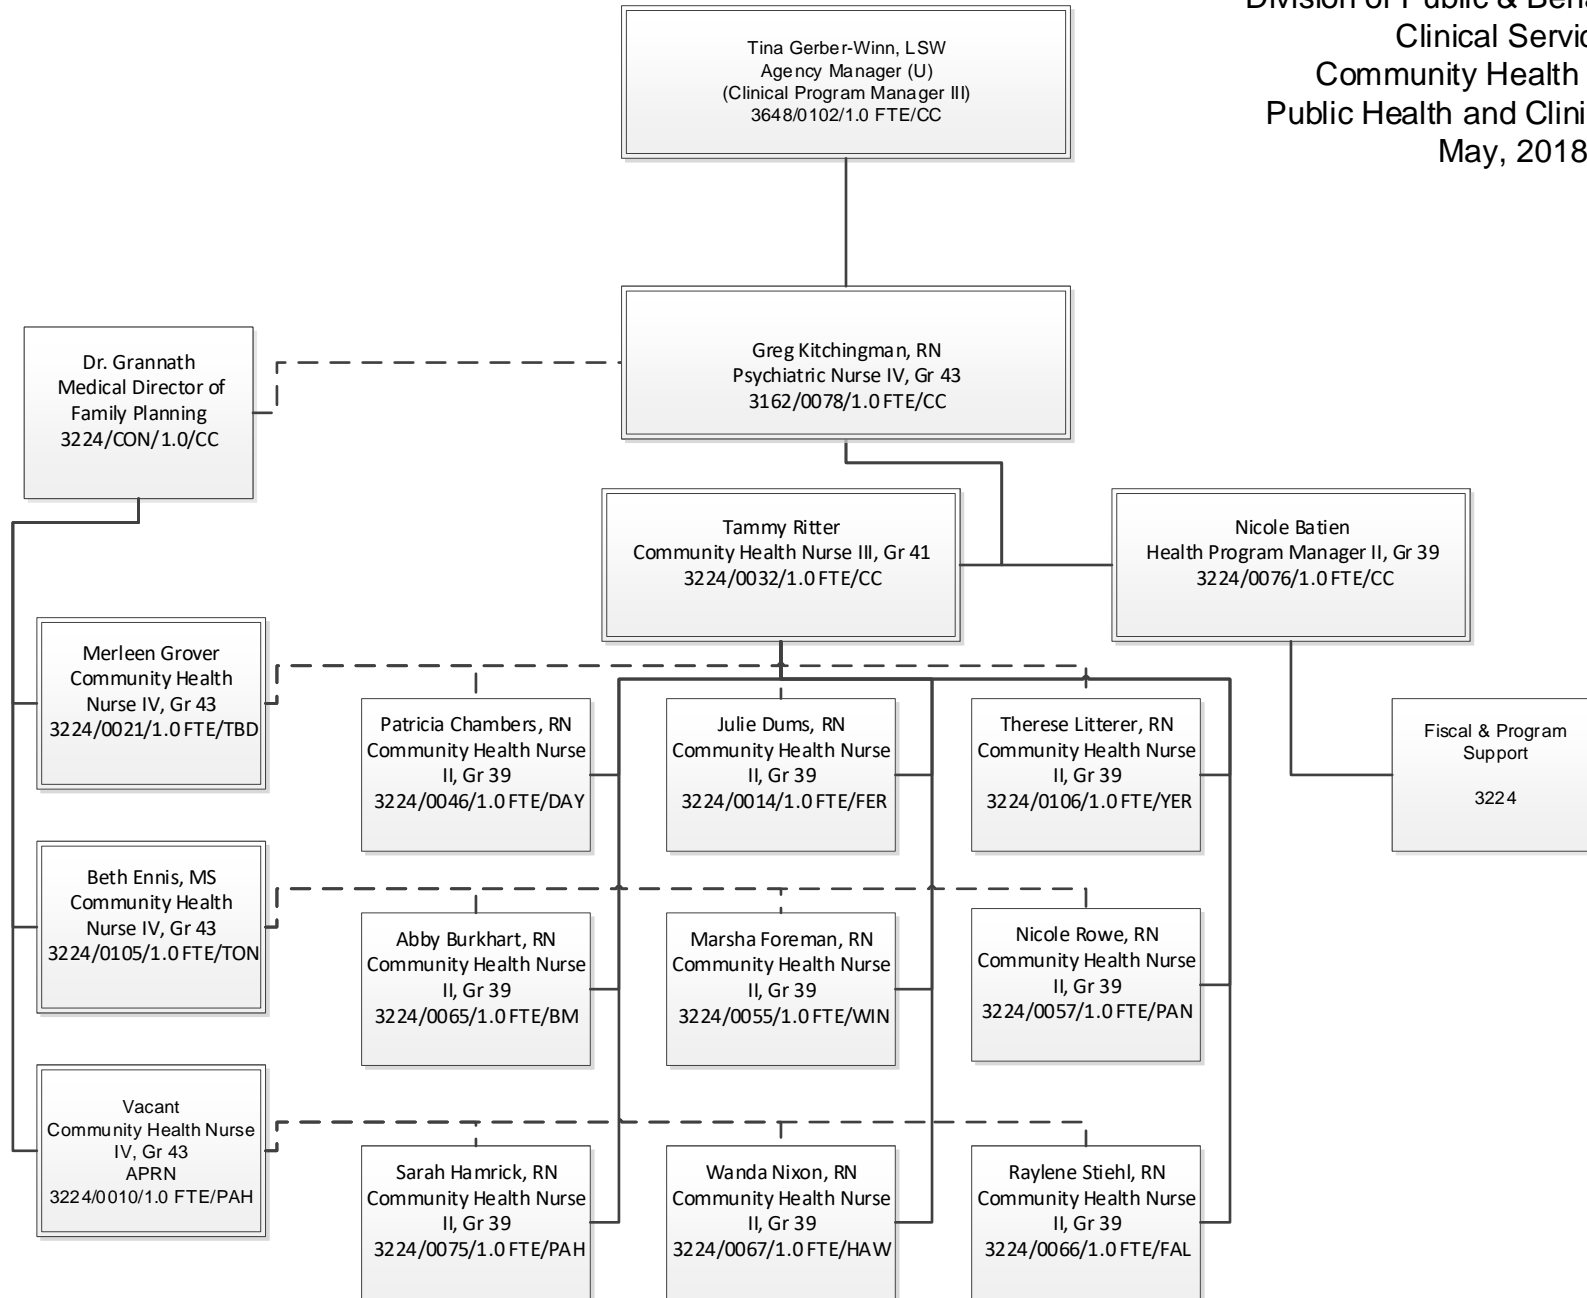 Division of Public &
Clinical
Community Health
Public Health and
May, 2018
Tina Gerber-Winn, LSW
Agency Manager (U)
(Clinical Program Manager III)
3648/0102/1.0 FTE/CC
Greg Kitchingman, RN
Psychiatric Nurse IV, Gr 43
3162/0078/1.0 FTE/CC
Dr. Grannath
Medical Director of
Family Planning
3224/CON/1.0/CC
Tammy Ritter
Community Health Nurse III, Gr 41
3224/0032/1.0 FTE/CC
Nicole Batien
Health Program Manager II, Gr 39
3224/0076/1.0 FTE/CC
Merleen Grover
Community Health
Nurse IV, Gr 43
3224/0021/1.0 FTE/TBD
Patricia Chambers, RN
Community Health Nurse
II, Gr 39
3224/0046/1.0 FTE/DAY
Julie Dums, RN
Community Health Nurse
II, Gr 39
3224/0014/1.0 FTE/FER
Therese Litterer, RN
Community Health Nurse
II, Gr 39
3224/0106/1.0 FTE/YER
Fiscal & Program
Support
3224
Beth Ennis, MS
Community Health
Nurse IV, Gr 43
3224/0105/1.0 FTE/TON
Abby Burkhart, RN
Community Health Nurse
II, Gr 39
3224/0065/1.0 FTE/BM
Marsha Foreman, RN
Community Health Nurse
II, Gr 39
3224/0055/1.0 FTE/WIN
Nicole Rowe, RN
Community Health Nurse
II, Gr 39
3224/0057/1.0 FTE/PAN
Vacant
Community Health Nurse
IV, Gr 43
APRN
3224/0010/1.0 FTE/PAH
Sarah Hamrick, RN
Community Health Nurse
II, Gr 39
3224/0075/1.0 FTE/PAH
Wanda Nixon, RN
Community Health Nurse
II, Gr 39
3224/0067/1.0 FTE/HAW
Raylene Stiehl, RN
Community Health Nurse
II, Gr 39
3224/0066/1.0 FTE/FAL